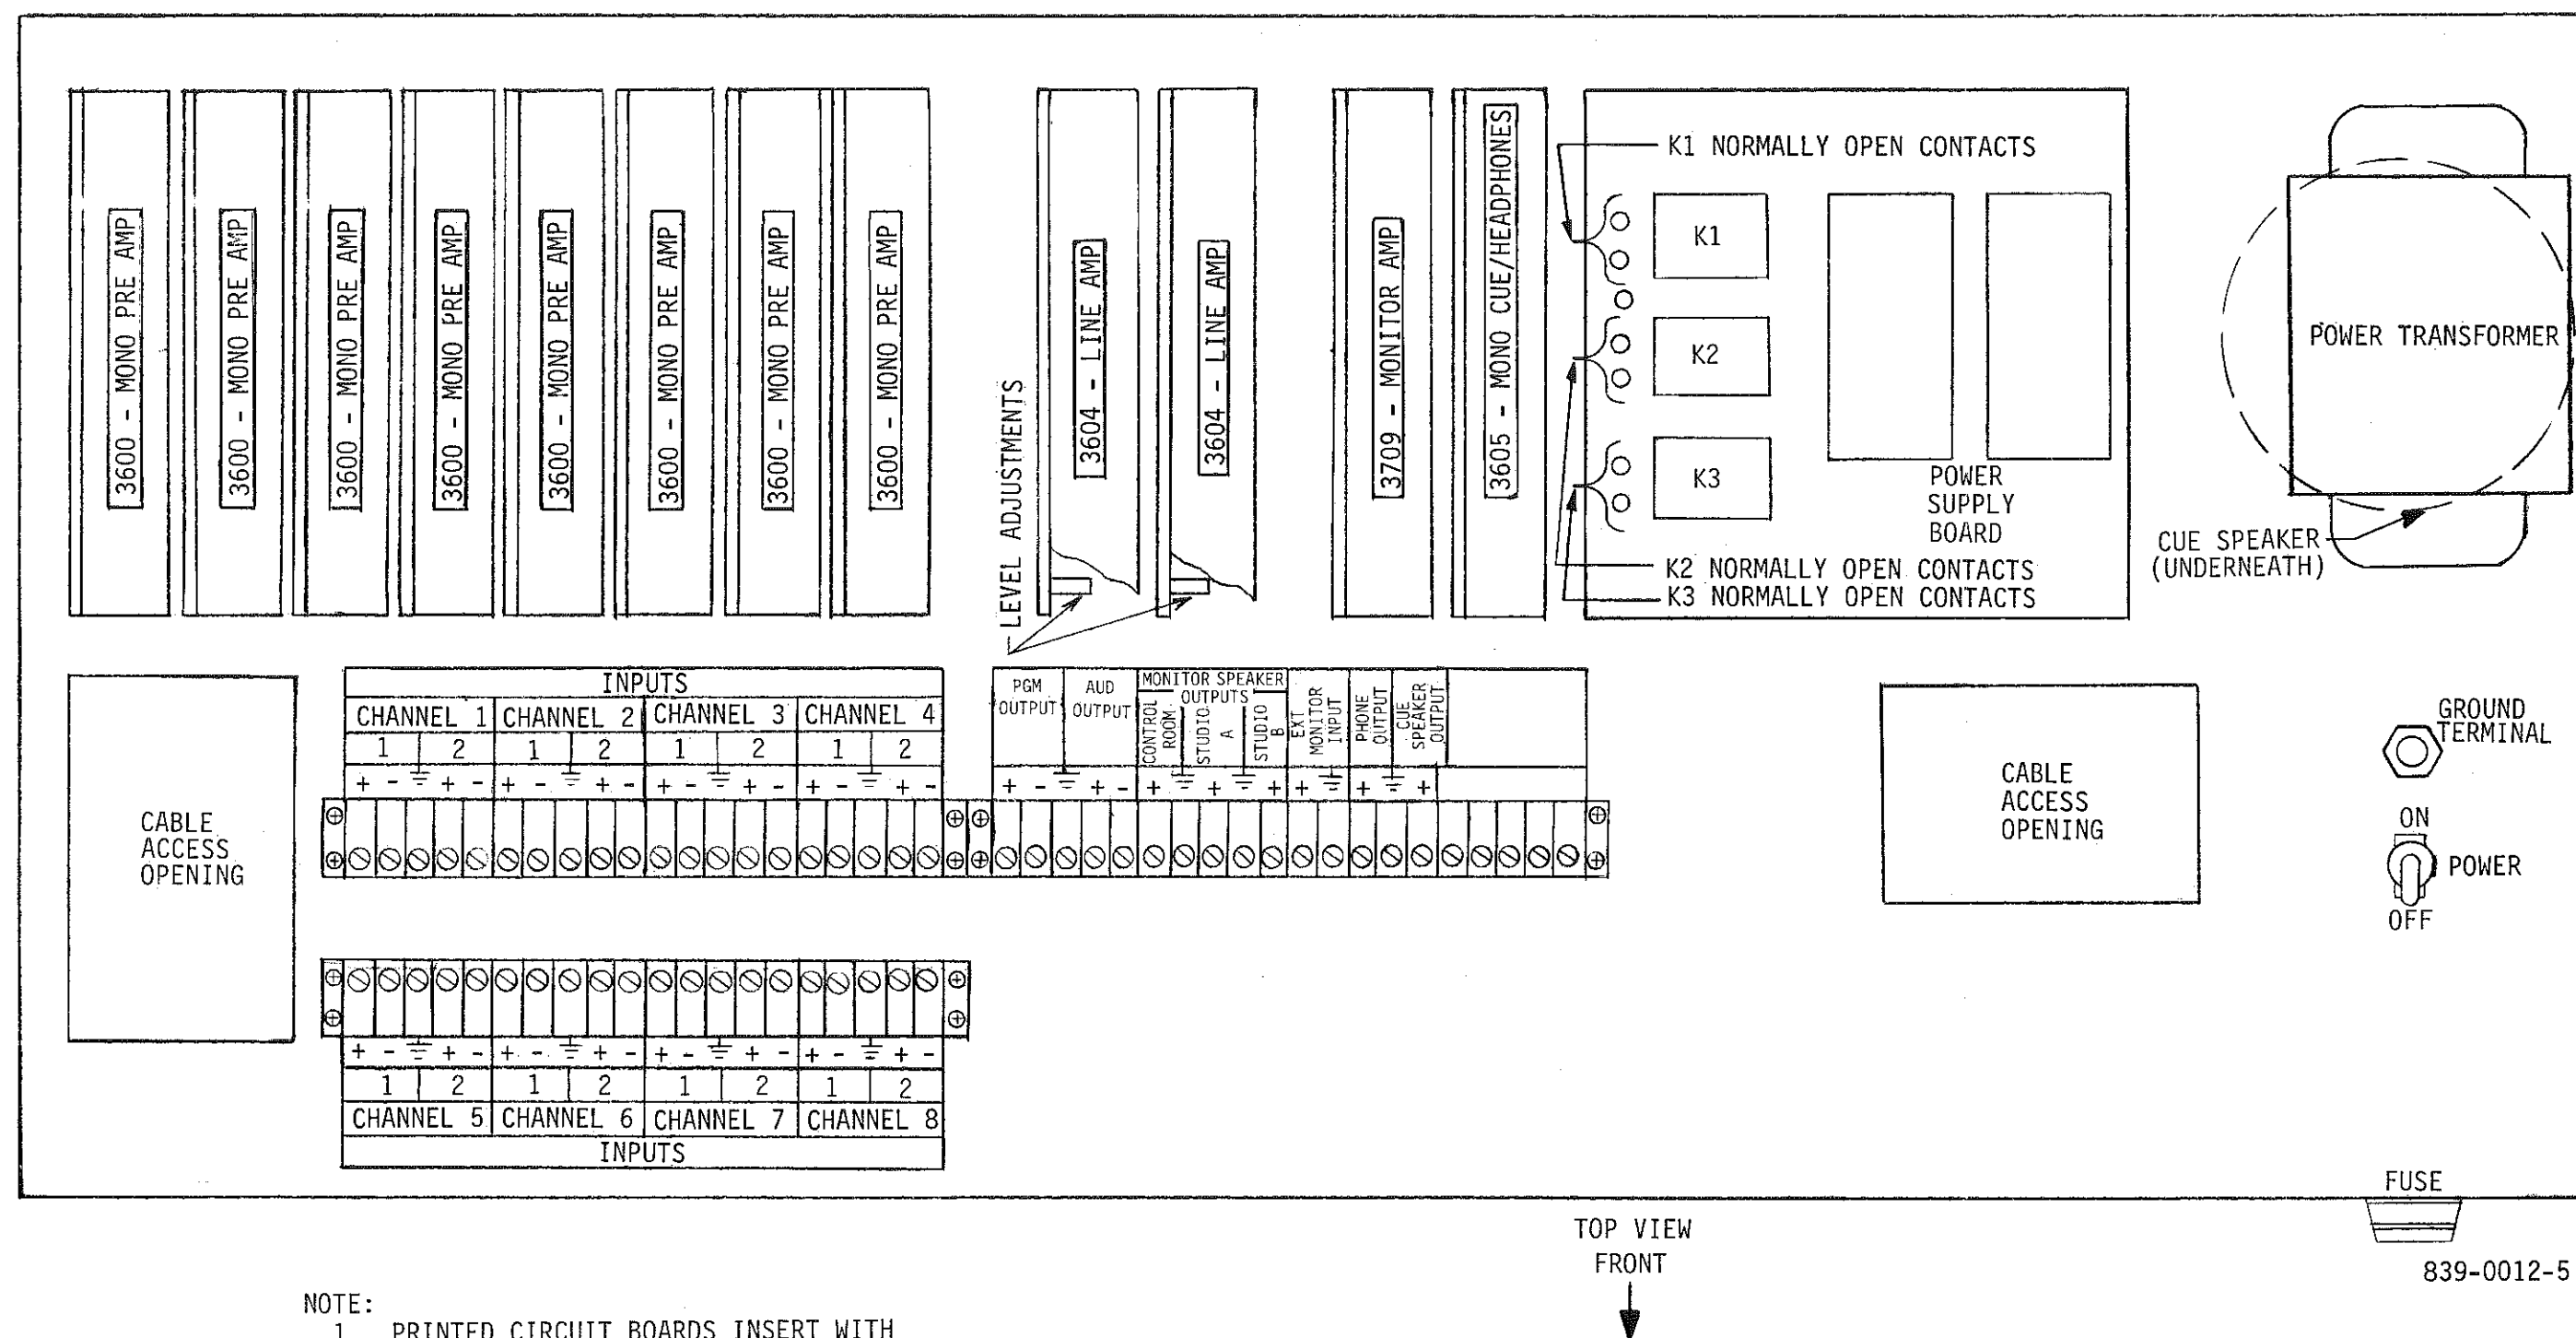 3600 - MONO PRE AMP
3600 - MONO PRE AMP
3600 - MONO PRE AMP
3600 - MONO PRE AMP
3600 - MONO PRE AMP
3600 - MONO PRE AMP
3600 - MONO PRE AMP
3600 - MONO PRE AMP
LEVEL ADJUSTMENTS
3604 - LINE AMP
3604 - LINE AMP
3709 - MONITOR AMP
3605 - MONO CUE/HEADPHONES
K1 NORMALLY OPEN CONTACTS
K1
K2
K3
POWER
SUPPLY
BOARD
K2 NORMALLY OPEN CONTACTS
K3 NORMALLY OPEN CONTACTS
POWER TRANSFORMER
CUE SPEAKER
(UNDERNEATH)
CABLE
ACCESS
OPENING
INPUTS
CHANNEL 1 CHANNEL 2 CHANNEL 3 CHANNEL 4
1 2 1 2 1 2 1 2
+ - ⏚ + - + - ⏚ + - + - ⏚ + - + - ⏚ + -
PGM
OUTPUT
AUD
OUTPUT
MONITOR SPEAKER
OUTPUTS
CONTROL
ROOM
STUDIO
A
STUDIO
B
EXT
MONITOR
INPUT
PHONE
OUTPUT
CUE
SPEAKER
OUTPUT
+ - ⏚ + - + ⏚ + ⏚ + + ⏚ + ⏚ +
CABLE
ACCESS
OPENING
GROUND
TERMINAL
ON
POWER
OFF
+ - ⏚ + - + - ⏚ + - + - ⏚ + - + - ⏚ + -
1 2 1 2 1 2 1 2
CHANNEL 5 CHANNEL 6 CHANNEL 7 CHANNEL 8
INPUTS
FUSE
TOP VIEW
FRONT
839-0012-5
NOTE:
1 PRINTED CIRCUIT BOARDS INSERT WITH